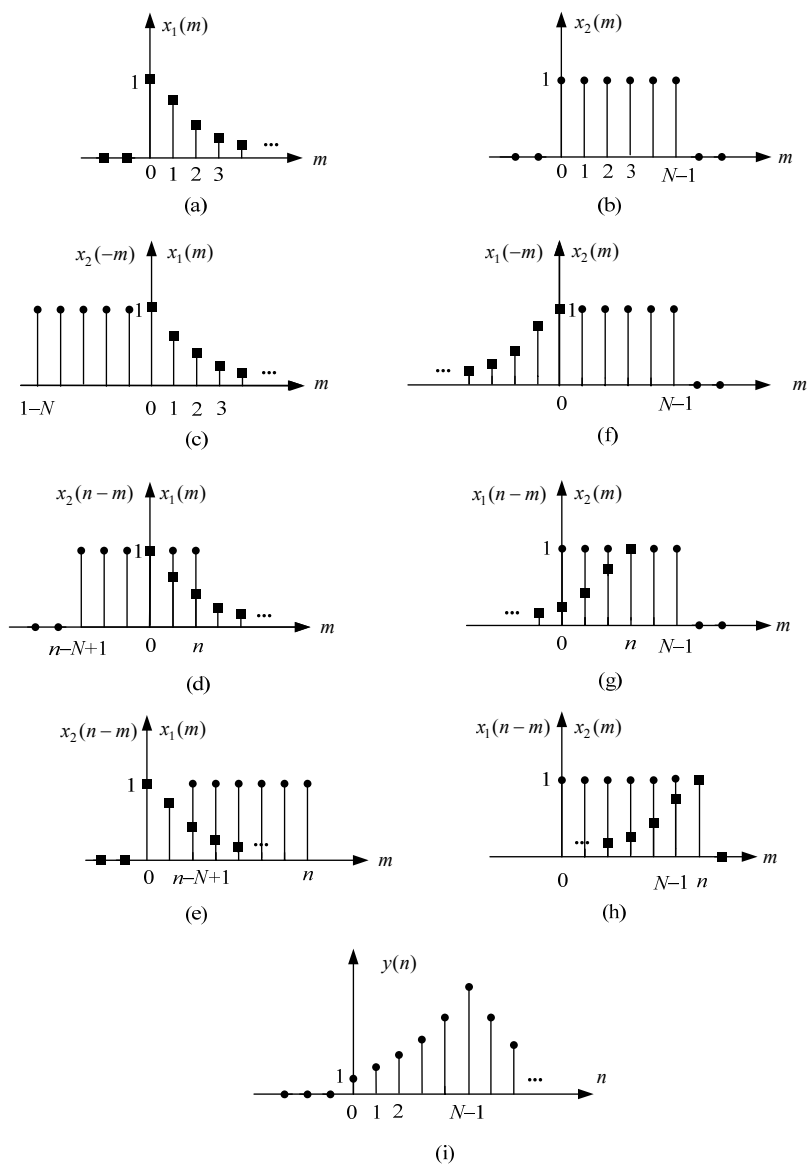 x₁(m)
1
0 1 2 3
...
m
(a)
x₂(m)
1
0 1 2 3 N–1
m
(b)
x₂(−m) x₁(m)
1
...
m
1–N 0 1 2 3
(c)
x₁(−m) x₂(m)
1
...
m
0 N–1
(f)
x₂(n−m) x₁(m)
1
...
m
n–N+1 0 n
(d)
x₁(n−m) x₂(m)
1
...
m
0 n N–1
(g)
x₂(n−m) x₁(m)
1
...
m
0 n–N+1 n
(e)
x₁(n−m) x₂(m)
1
...
m
0 N–1 n
(h)
y(n)
1
...
n
0 1 2 N–1
(i)